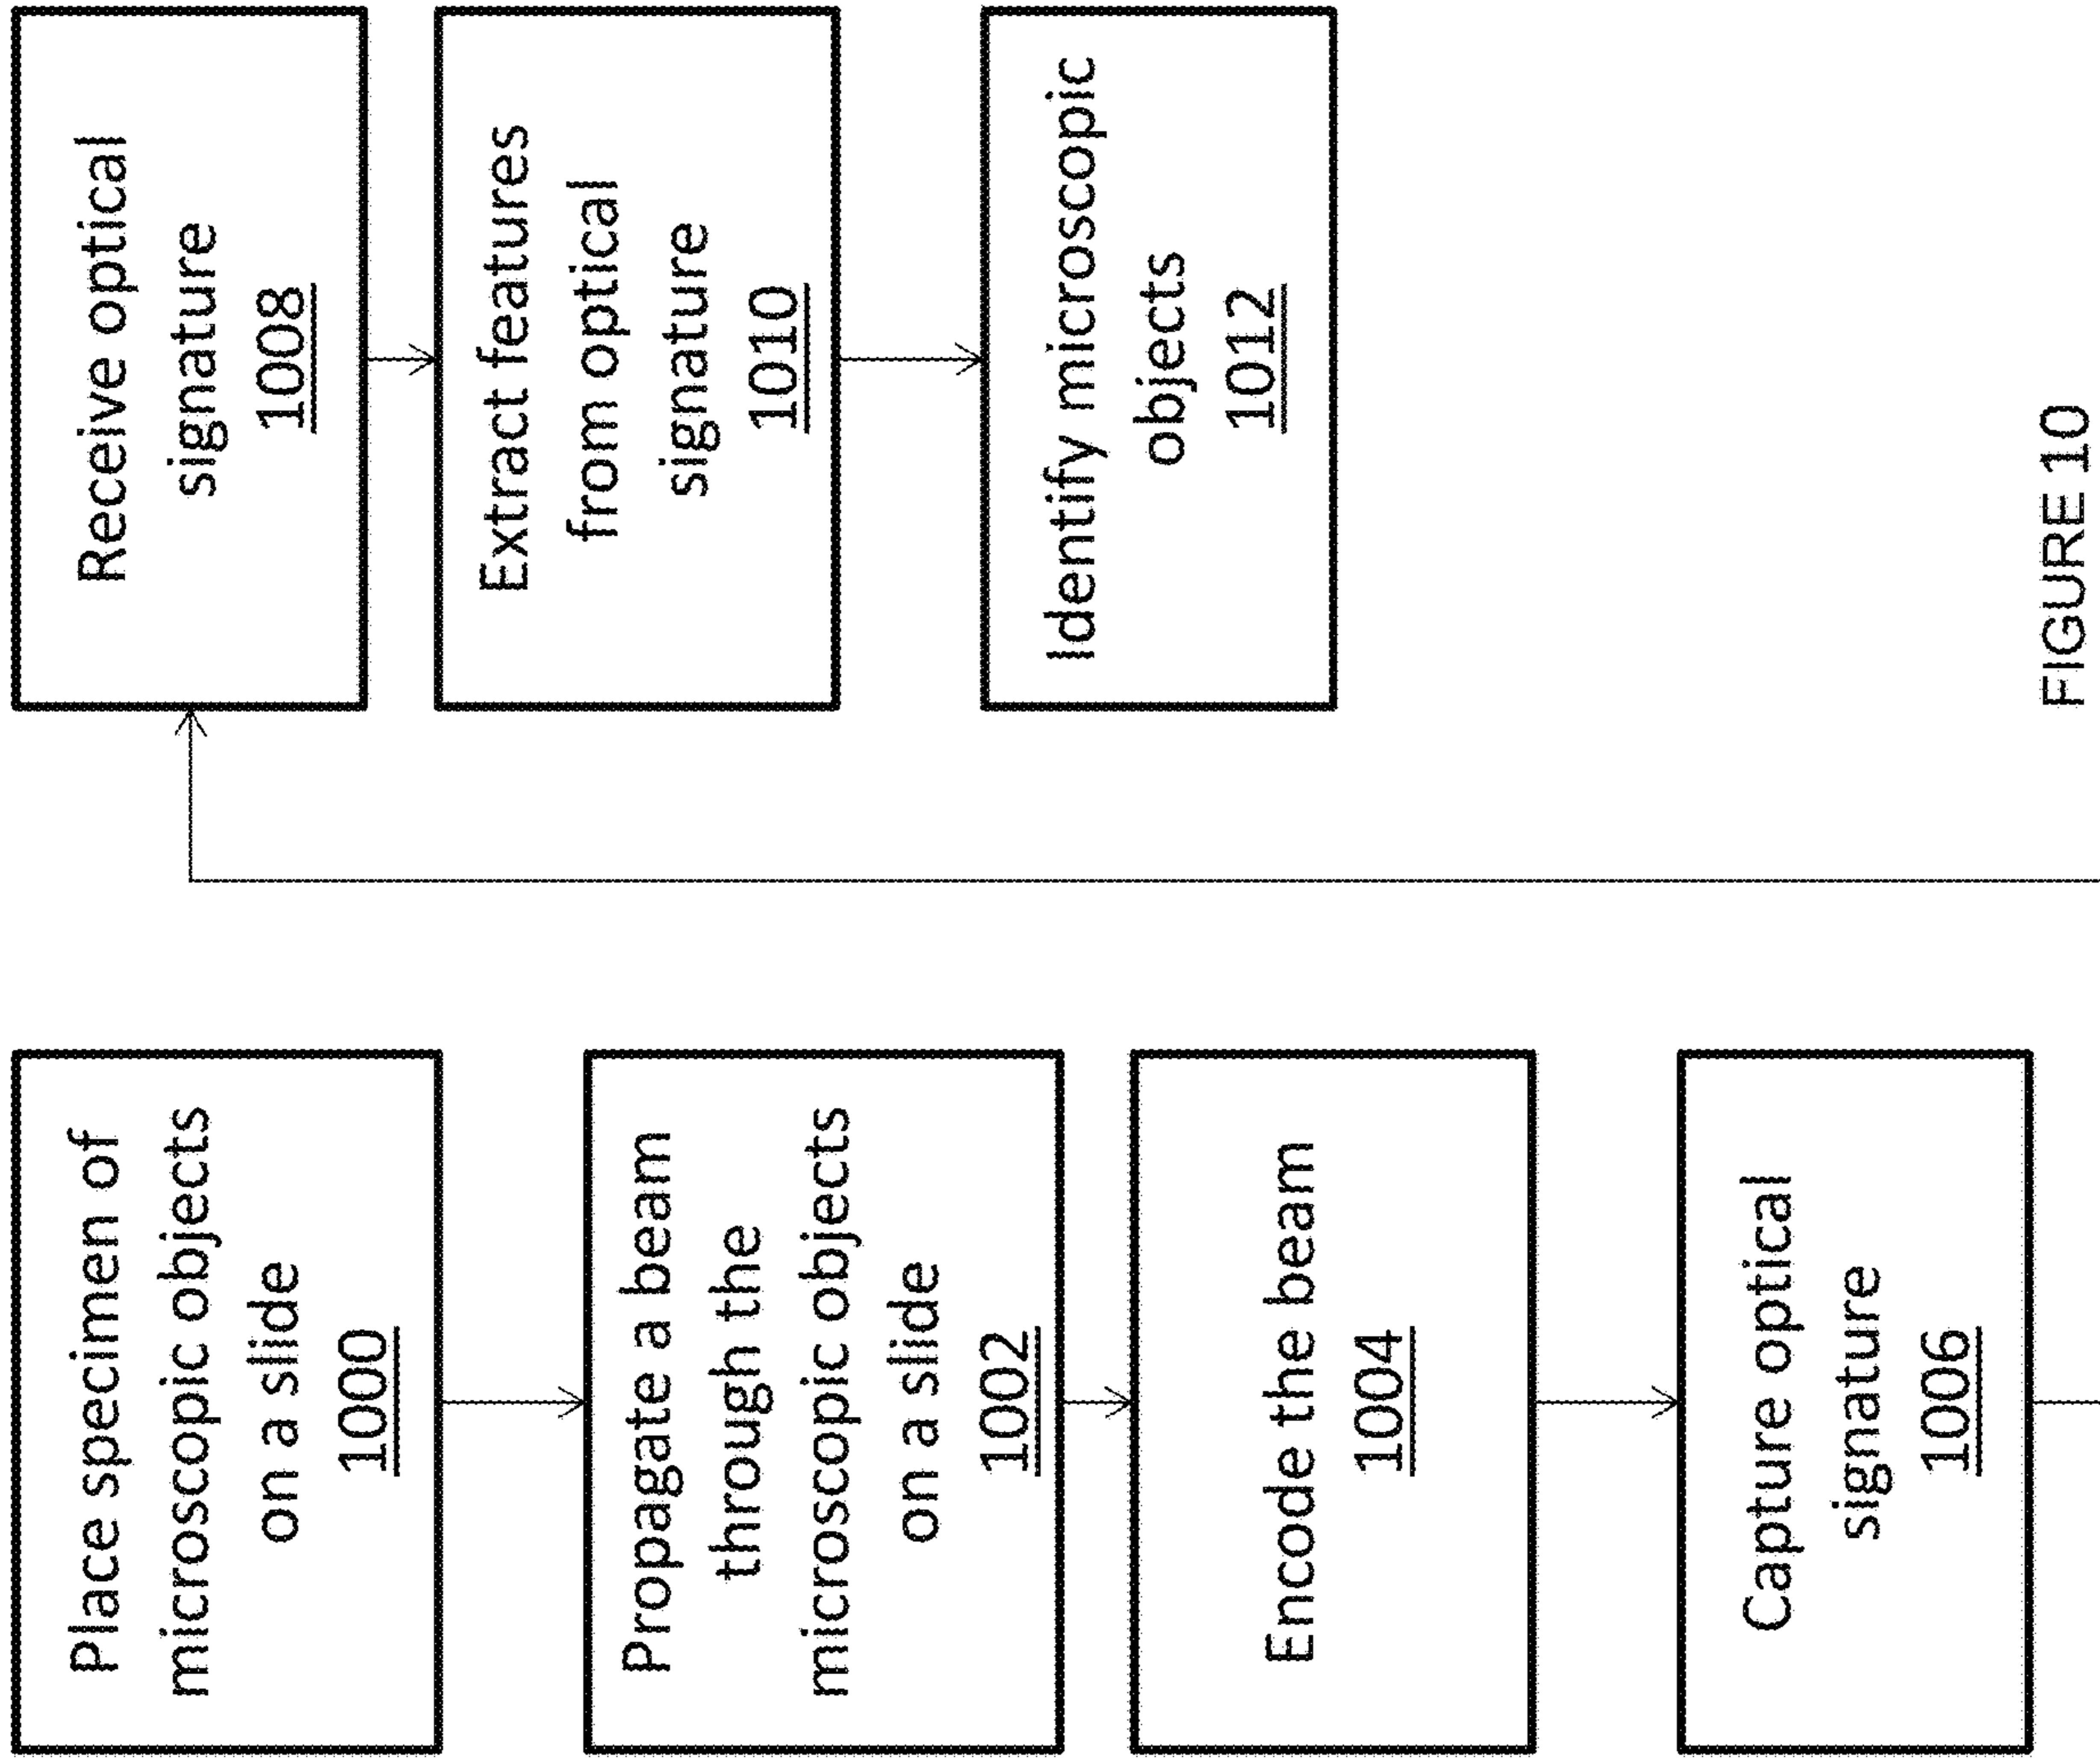 Place specimen of
microscopic objects
on a slide
1000
Propagate a beam
through the
microscopic objects
on a slide
1002
Encode the beam
1004
Capture optical
signature
1006
Receive optical
signature
1008
Extract features
from optical
signature
1010
Identify microscopic
objects
1012
FIGURE 10